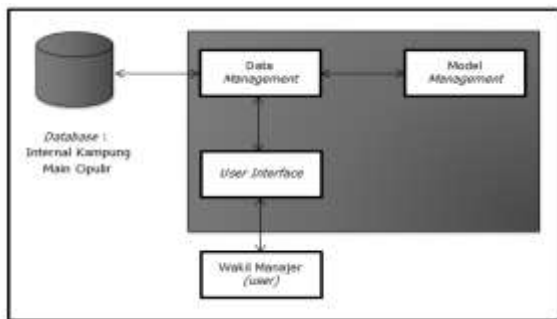 Data
Management
Model
Management
Database :
Internal Kampung
Main Cipulir
User Interface
Wakil Manajer
(user)